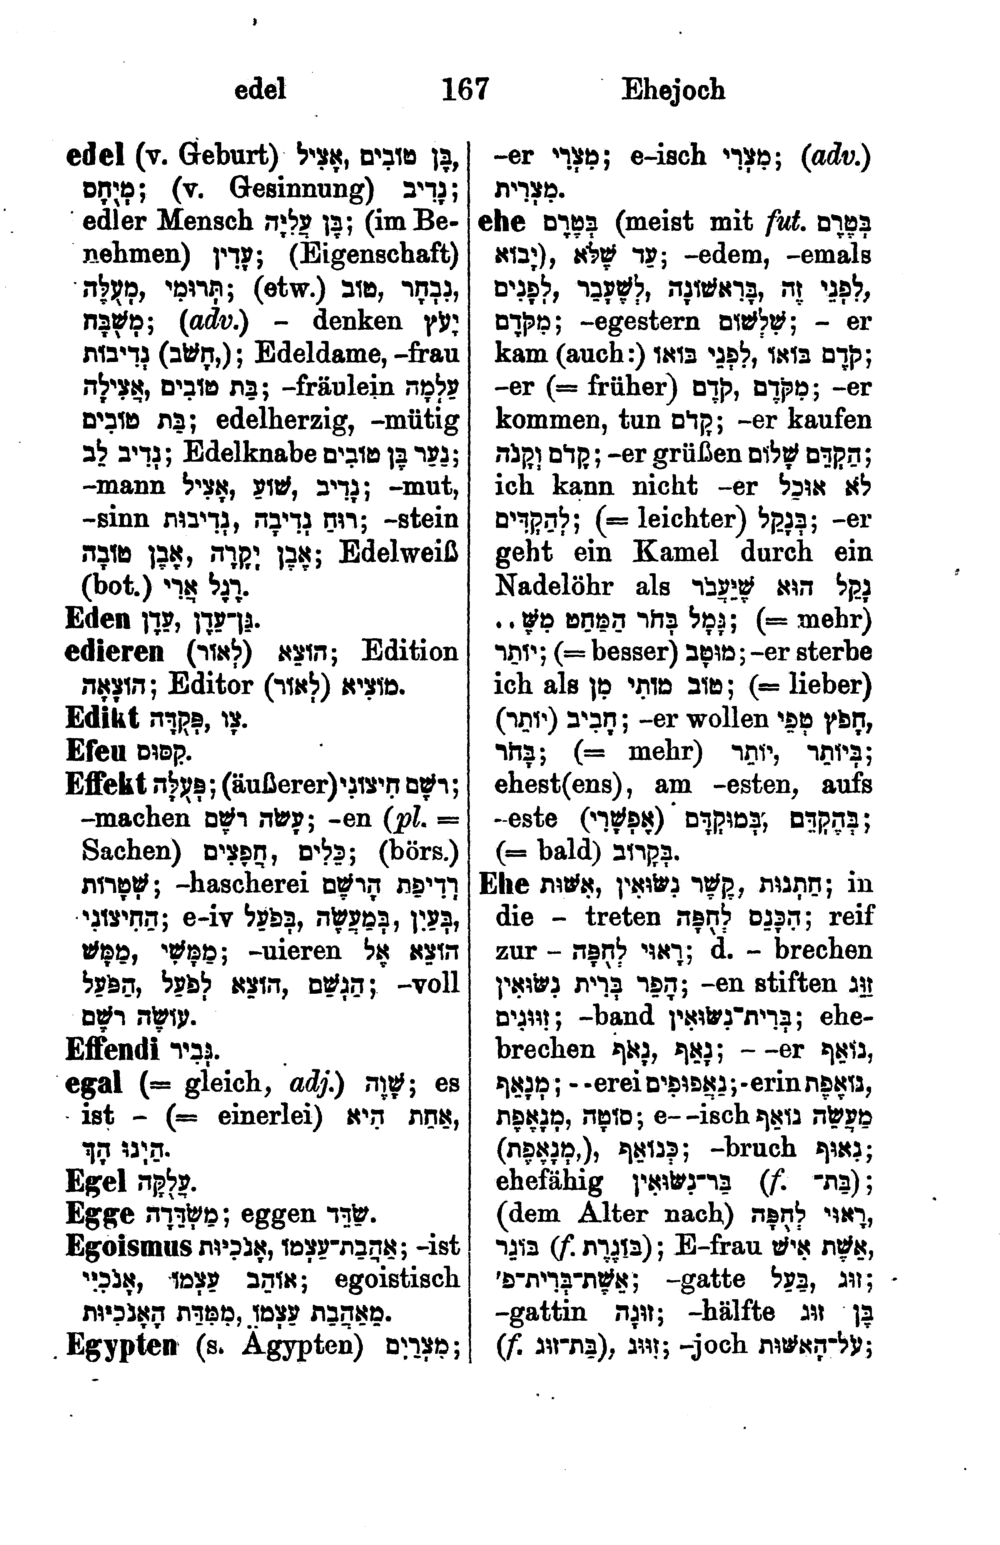 edel 167 Ehejoch
edel (v. Geburt) בֶּן טוֹבִים, אָצִיל,
מְיֻחָס; (v. Gesinnung) נָדִיב;
edler Mensch בֶּן עֲלִיָּה; (im Be-
nehmen) עָדִין; (Eigenschaft)
תְּרוּמִי, מְעֻלֶּה; (etw.) נִבְחָר, טוֹב,
מְשֻׁבָּח; (adv.) – denken יָעֹץ
(חָשֹׁב,) נְדִיבוֹת; Edeldame, –frau
בַּת טוֹבִים, אֲצִילָה; –fräulein עַלְמָה
בַּת טוֹבִים; edelherzig, –mütig
נְדִיב לֵב; Edelknabe נַעַר בֶּן טוֹבִים;
–mann נָדִיב, שׁוֹעַ, אָצִיל; –mut,
–sinn רוּחַ נְדִיבָה, נְדִיבוּת; –stein
אֶבֶן יְקָרָה, אֶבֶן טוֹבָה; Edelweiß
(bot.) רֶגֶל אֲרִי.
Eden גַּן־עֵדֶן, עֵדֶן.
edieren הוֹצֵא (לְאוֹר); Edition
הוֹצָאָה; Editor מוֹצִיא (לְאוֹר).
Edikt צַו, פְּקֻדָּה.
Efeu קִסּוֹס.
Effekt פְּעֻלָּה; (äußerer) רשֶׁם חִיצוֹנִי;
–machen עָשֹׂה רשֶׁם; –en (pl. =
Sachen) כֵּלִים, חֲפָצִים; (börs.)
שְׁטָרוֹת; –hascherei רְדִיפַת הָרשֶׁם
הַחִיצוֹנִי; e–iv בְּעַיִן, בְּמַעֲשֶׂה, בְּפֹעַל,
מַמָּשִׁי, מַמָּשׁ; –uieren הוֹצֵא אֶל
הַפֹּעַל, הוֹצֵא לְפֹעַל, הַגְשֵׁם; –voll
עוֹשֶׂה רשֶׁם.
Effendi גְּבִיר.
egal (= gleich, adj.) שָׁוֶה; es
ist – (= einerlei) אַחַת הִיא,
הַיְנוּ הָךְ.
Egel עֲלֻקָּה.
Egge מַשְׂדֵּדָה; eggen שַׂדֵּד.
Egoismus אַהֲבַת־עַצְמוֹ, אָנֹכִיּוּת; –ist
אוֹהֵב עַצְמוֹ, אָנֹכִיִּי; egoistisch
מֵאַהֲבַת עַצְמוֹ, מִמִּדַּת הָאָנֹכִיּוּת.
Egypten (s. Ägypten) מִצְרַיִם;
–er מִצְרִי; e–isch מִצְרִי; (adv.)
מִצְרִית.
ehe בְּטֶרֶם (meist mit fut. בְּטֶרֶם
יָבוֹא), עַד שֶׁלֹּא; –edem, –emals
לִפְנֵי זֶה, בָּרִאשׁוֹנָה, לְשֶׁעָבַר, לְפָנִים,
מִקֹּדֶם; –egestern שִׁלְשׁוֹם; – er
kam (auch:) קֹדֶם בּוֹאוֹ, לִפְנֵי בוֹאוֹ;
–er (= früher) מִקֹּדֶם, קֹדֶם; –er
kommen, tun קַדֵּם; –er kaufen
קַדֵּם וְקָנֹה; –er grüßen הַקְדֵּם שָׁלוֹם;
ich kann nicht –er לֹא אוּכַל
לְהַקְדִּים; (= leichter) בְּנָקֵל; –er
geht ein Kamel durch ein
Nadelöhr als נָקֵל הוּא שֶׁיַּעֲבֹר
גָּמָל בְּחֹר הַמַּחַט מִשֶּׁ..; (= mehr)
יוֹתֵר; (= besser) מוּטָב; –er sterbe
ich als טוֹב מוֹתִי מִן; (= lieber)
חָבִיב (יוֹתֵר); –er wollen חָפֹץ טְפֵי,
בָּחֹר; (= mehr) בְּיוֹתֵר, יוֹתֵר;
ehest(ens), am –esten, aufs
–este בְּהֶקְדֵּם, בְּמוּקְדָּם (אֶפְשָׁרִי);
(= bald) בְּקָרוֹב.
Ehe חַתְנוּת, קֶשֶׁר נִשּׂוּאִין, אִשּׁוּת; in
die – treten הִכָּנֵס לְחֻפָּה; reif
zur – רָאוּי לְחֻפָּה; d. – brechen
הָפֵר בְּרִית נִשּׂוּאִין; –en stiften זַוֵּג
זִוּוּגִים; –band בְּרִית־נִשּׂוּאִין; ehe-
brechen נָאֵף, נָאֹף; – –er נוֹאֵף,
מְנָאֵף; – –erei נַאֲפוּפִים; –erin נוֹאֶפֶת,
מְנָאֶפֶת, סוֹטָה; e– –isch מַעֲשֵׂה נוֹאֵף
(מְנָאֶפֶת,), כְּנוֹאֵף; –bruch נִאוּף;
ehefähig בַּר־נִשּׂוּאִין (f. בַּת־);
(dem Alter nach) רָאוּי לְחֻפָּה,
בּוֹגֵר (f. בּוֹגֶרֶת); E–frau אֵשֶׁת אִישׁ,
אֵשֶׁת־בְּרִית־פ'; –gatte זוּג, בַּעַל;
–gattin זוּגָה; –hälfte בֶּן זוּג
(f. בַּת־זוּג), זִוּוּג; –joch עֹל־הָאִשּׁוּת;